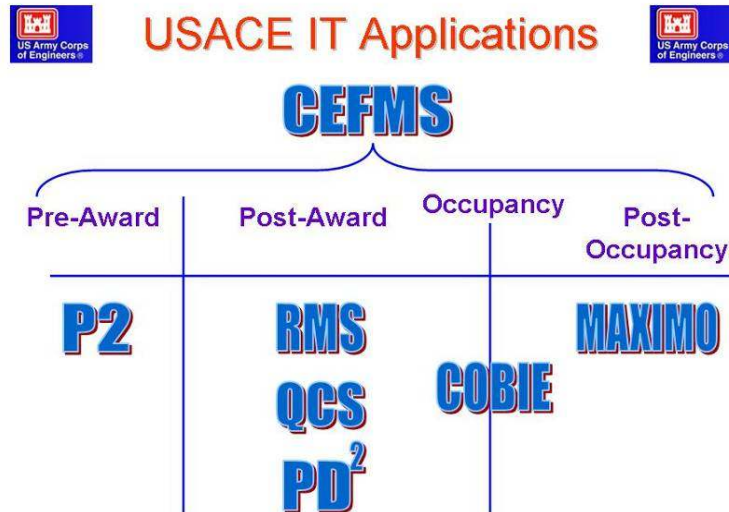 US Army Corps
of Engineers®
USACE IT Applications
US Army Corps
of Engineers®
CEFMS
Pre-Award
Post-Award
Occupancy
Post-
Occupancy
P2
RMS
MAXIMO
QCS
COBIE
PD²